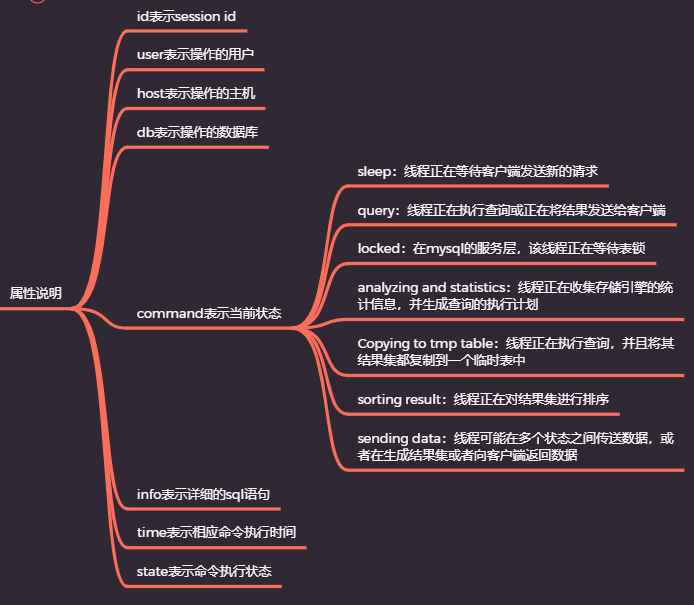 id表示session id
user表示操作的用户
host表示操作的主机
db表示操作的数据库
属性说明
command表示当前状态
sleep：线程正在等待客户端发送新的请求
query：线程正在执行查询或正在将结果发送给客户端
locked：在mysql的服务层，该线程正在等待表锁
analyzing and statistics：线程正在收集存储引擎的统
计信息，并生成查询的执行计划
Copying to tmp table：线程正在执行查询，并且将其
结果集都复制到一个临时表中
sorting result：线程正在对结果集进行排序
sending data：线程可能在多个状态之间传送数据，或
者在生成结果集或者向客户端返回数据
info表示详细的sql语句
time表示相应命令执行时间
state表示命令执行状态